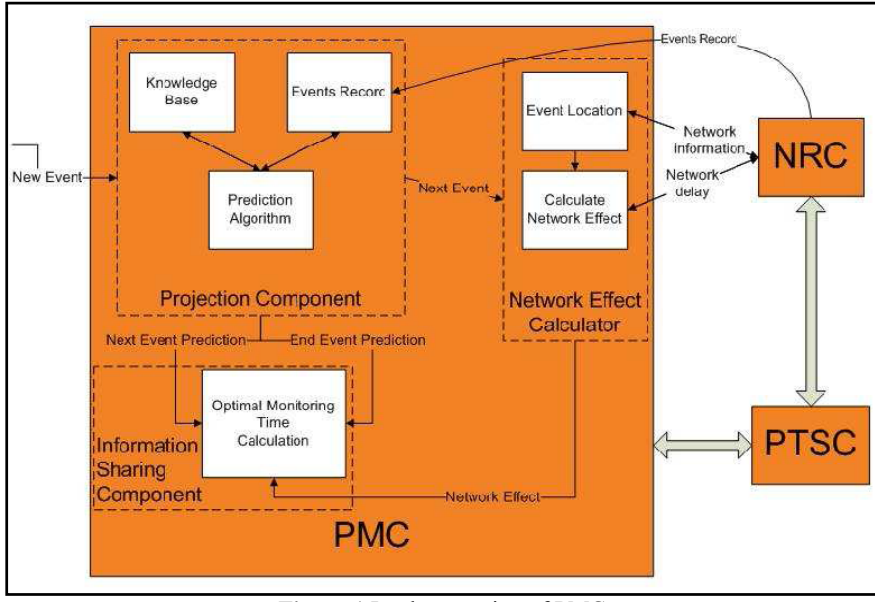 Events Record
Knowledge
Base
Events Record
Event Location
Network
information
NRC
New Event
Prediction
Algorithm
Next Event
Calculate
Network Effect
Network
delay
Projection Component
Network Effect
Calculator
Next Event Prediction
End Event Prediction
Optimal Monitoring
Time
Calculation
Information
Sharing
Component
PTSC
Network Effect
PMC